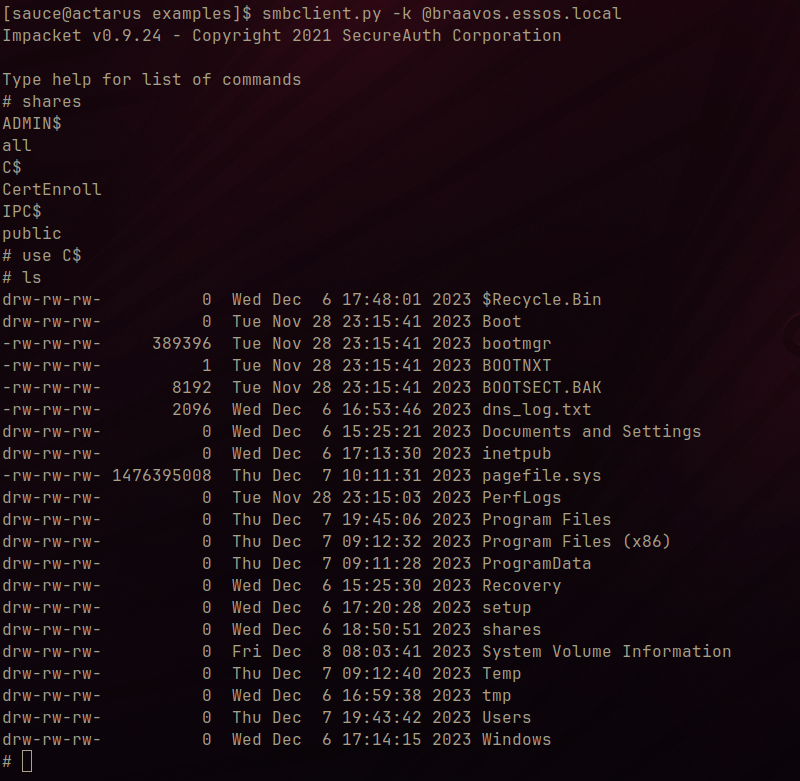 [sauce@actarus examples]$ smbclient.py -k @braavos.essos.local
Impacket v0.9.24 - Copyright 2021 SecureAuth Corporation

Type help for list of commands
# shares
ADMIN$
all
C$
CertEnroll
IPC$
public
# use C$
# ls
drw-rw-rw-          0  Wed Dec  6 17:48:01 2023 $Recycle.Bin
drw-rw-rw-          0  Tue Nov 28 23:15:41 2023 Boot
-rw-rw-rw-     389396  Tue Nov 28 23:15:41 2023 bootmgr
-rw-rw-rw-          1  Tue Nov 28 23:15:41 2023 BOOTNXT
-rw-rw-rw-       8192  Tue Nov 28 23:15:41 2023 BOOTSECT.BAK
-rw-rw-rw-       2096  Wed Dec  6 16:53:46 2023 dns_log.txt
drw-rw-rw-          0  Wed Dec  6 15:25:21 2023 Documents and Settings
drw-rw-rw-          0  Wed Dec  6 17:13:30 2023 inetpub
-rw-rw-rw- 1476395008  Thu Dec  7 10:11:31 2023 pagefile.sys
drw-rw-rw-          0  Tue Nov 28 23:15:03 2023 PerfLogs
drw-rw-rw-          0  Thu Dec  7 19:45:06 2023 Program Files
drw-rw-rw-          0  Thu Dec  7 09:12:32 2023 Program Files (x86)
drw-rw-rw-          0  Thu Dec  7 09:11:28 2023 ProgramData
drw-rw-rw-          0  Wed Dec  6 15:25:30 2023 Recovery
drw-rw-rw-          0  Wed Dec  6 17:20:28 2023 setup
drw-rw-rw-          0  Wed Dec  6 18:50:51 2023 shares
drw-rw-rw-          0  Fri Dec  8 08:03:41 2023 System Volume Information
drw-rw-rw-          0  Thu Dec  7 09:12:40 2023 Temp
drw-rw-rw-          0  Wed Dec  6 16:59:38 2023 tmp
drw-rw-rw-          0  Thu Dec  7 19:43:42 2023 Users
drw-rw-rw-          0  Wed Dec  6 17:14:15 2023 Windows
#